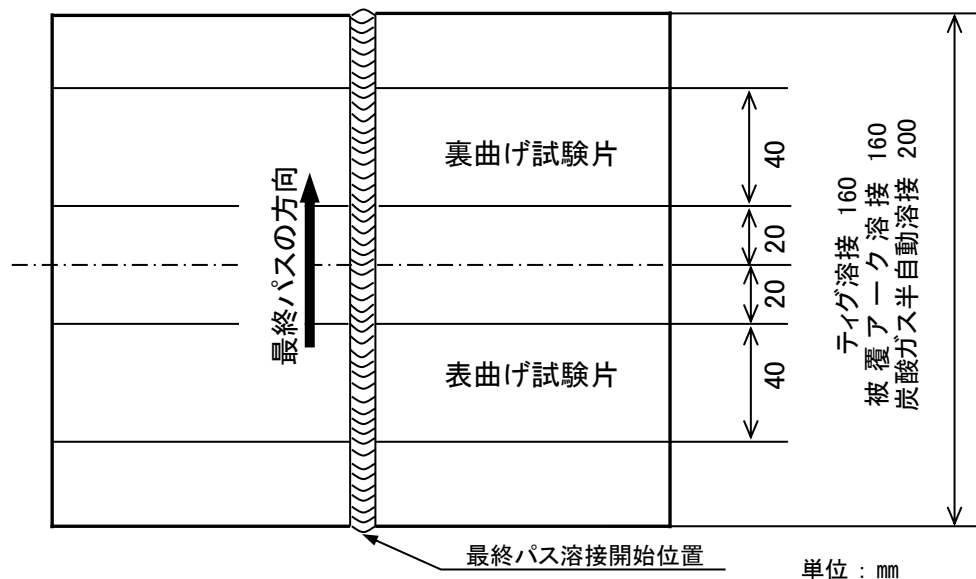 裏曲げ試験片
40
20
20
40
最終パスの方向
表曲げ試験片
ティグ溶接 160
被覆アーク溶接 160
炭酸ガス半自動溶接 200
最終パス溶接開始位置
単位：㎜